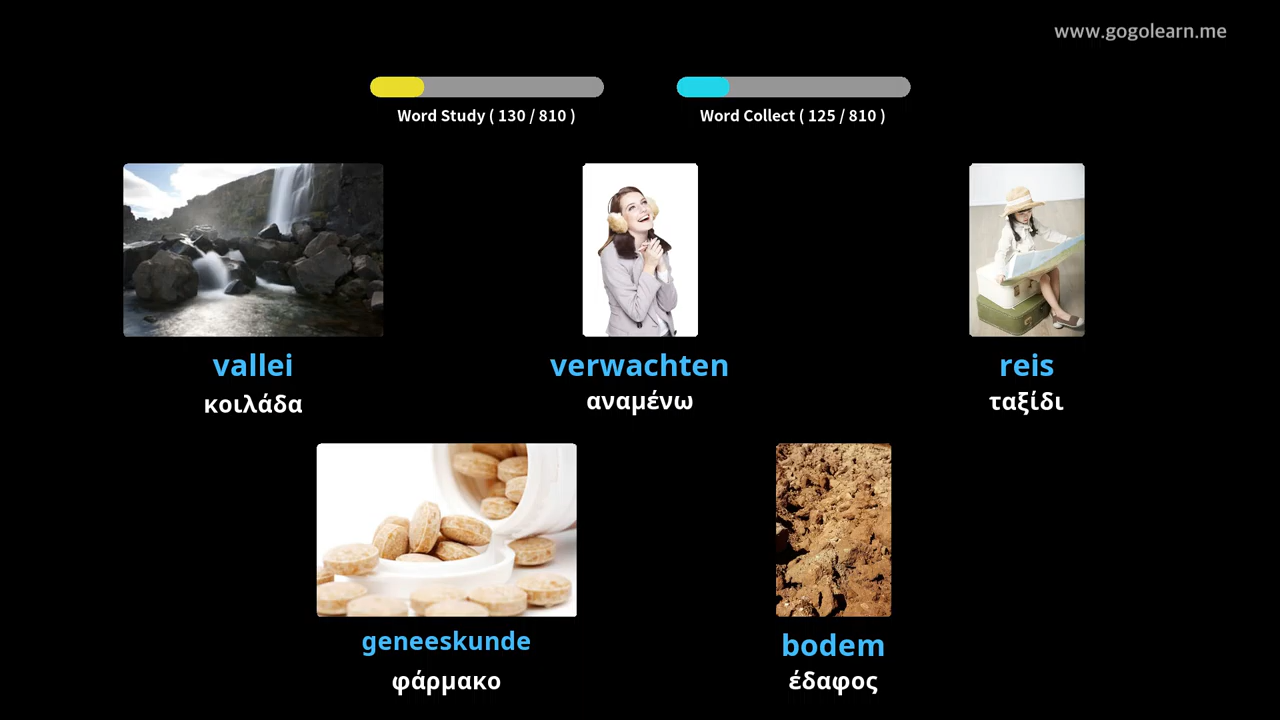 www.gogolearn.me
Word Study ( 130 / 810 )
Word Collect ( 125 / 810 )
vallei
κοιλάδα
verwachten
αναμένω
reis
ταξίδι
geneeskunde
φάρμακο
bodem
έδαφος